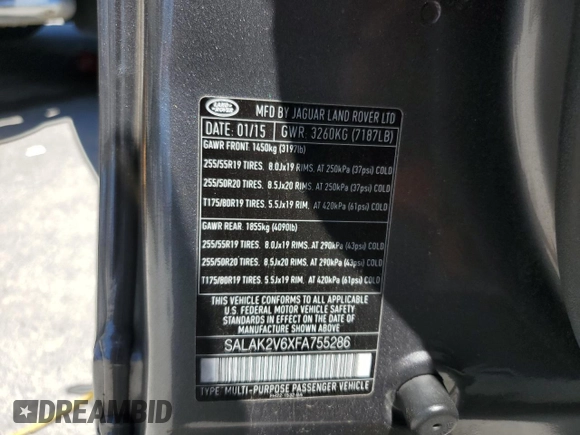 LAND ROVER
MFD BY JAGUAR LAND ROVER LTD
DATE: 01/15 GWR: 3260KG (7187LB)
GAWR FRONT: 1450kg (3197lb)
255/55R19 TIRES. 8.0Jx19 RIMS. AT 250kPa (37psi) COLD
255/50R20 TIRES. 8.5Jx20 RIMS. AT 250kPa (37psi) COLD
T175/80R19 TIRES. 5.5Jx19 RIM. AT 420kPa (61psi) COLD
GAWR REAR: 1855kg (4090lb)
255/55R19 TIRES. 8.0Jx19 RIMS. AT 290kPa (43psi) COLD
255/50R20 TIRES. 8.5Jx20 RIMS. AT 290kPa (43psi) COLD
T175/80R19 TIRES. 5.5Jx19 RIM. AT 420kPa (61psi) COLD
THIS VEHICLE CONFORMS TO ALL APPLICABLE
U.S. FEDERAL MOTOR VEHICLE SAFETY AND
THEFT PREVENTION STANDARDS IN EFFECT ON THE DATE
OF MANUFACTURE SHOWN ABOVE.
SALAK2V6XFA755286
TYPE: MULTI-PURPOSE PASSENGER VEHICLE
DREAMBID